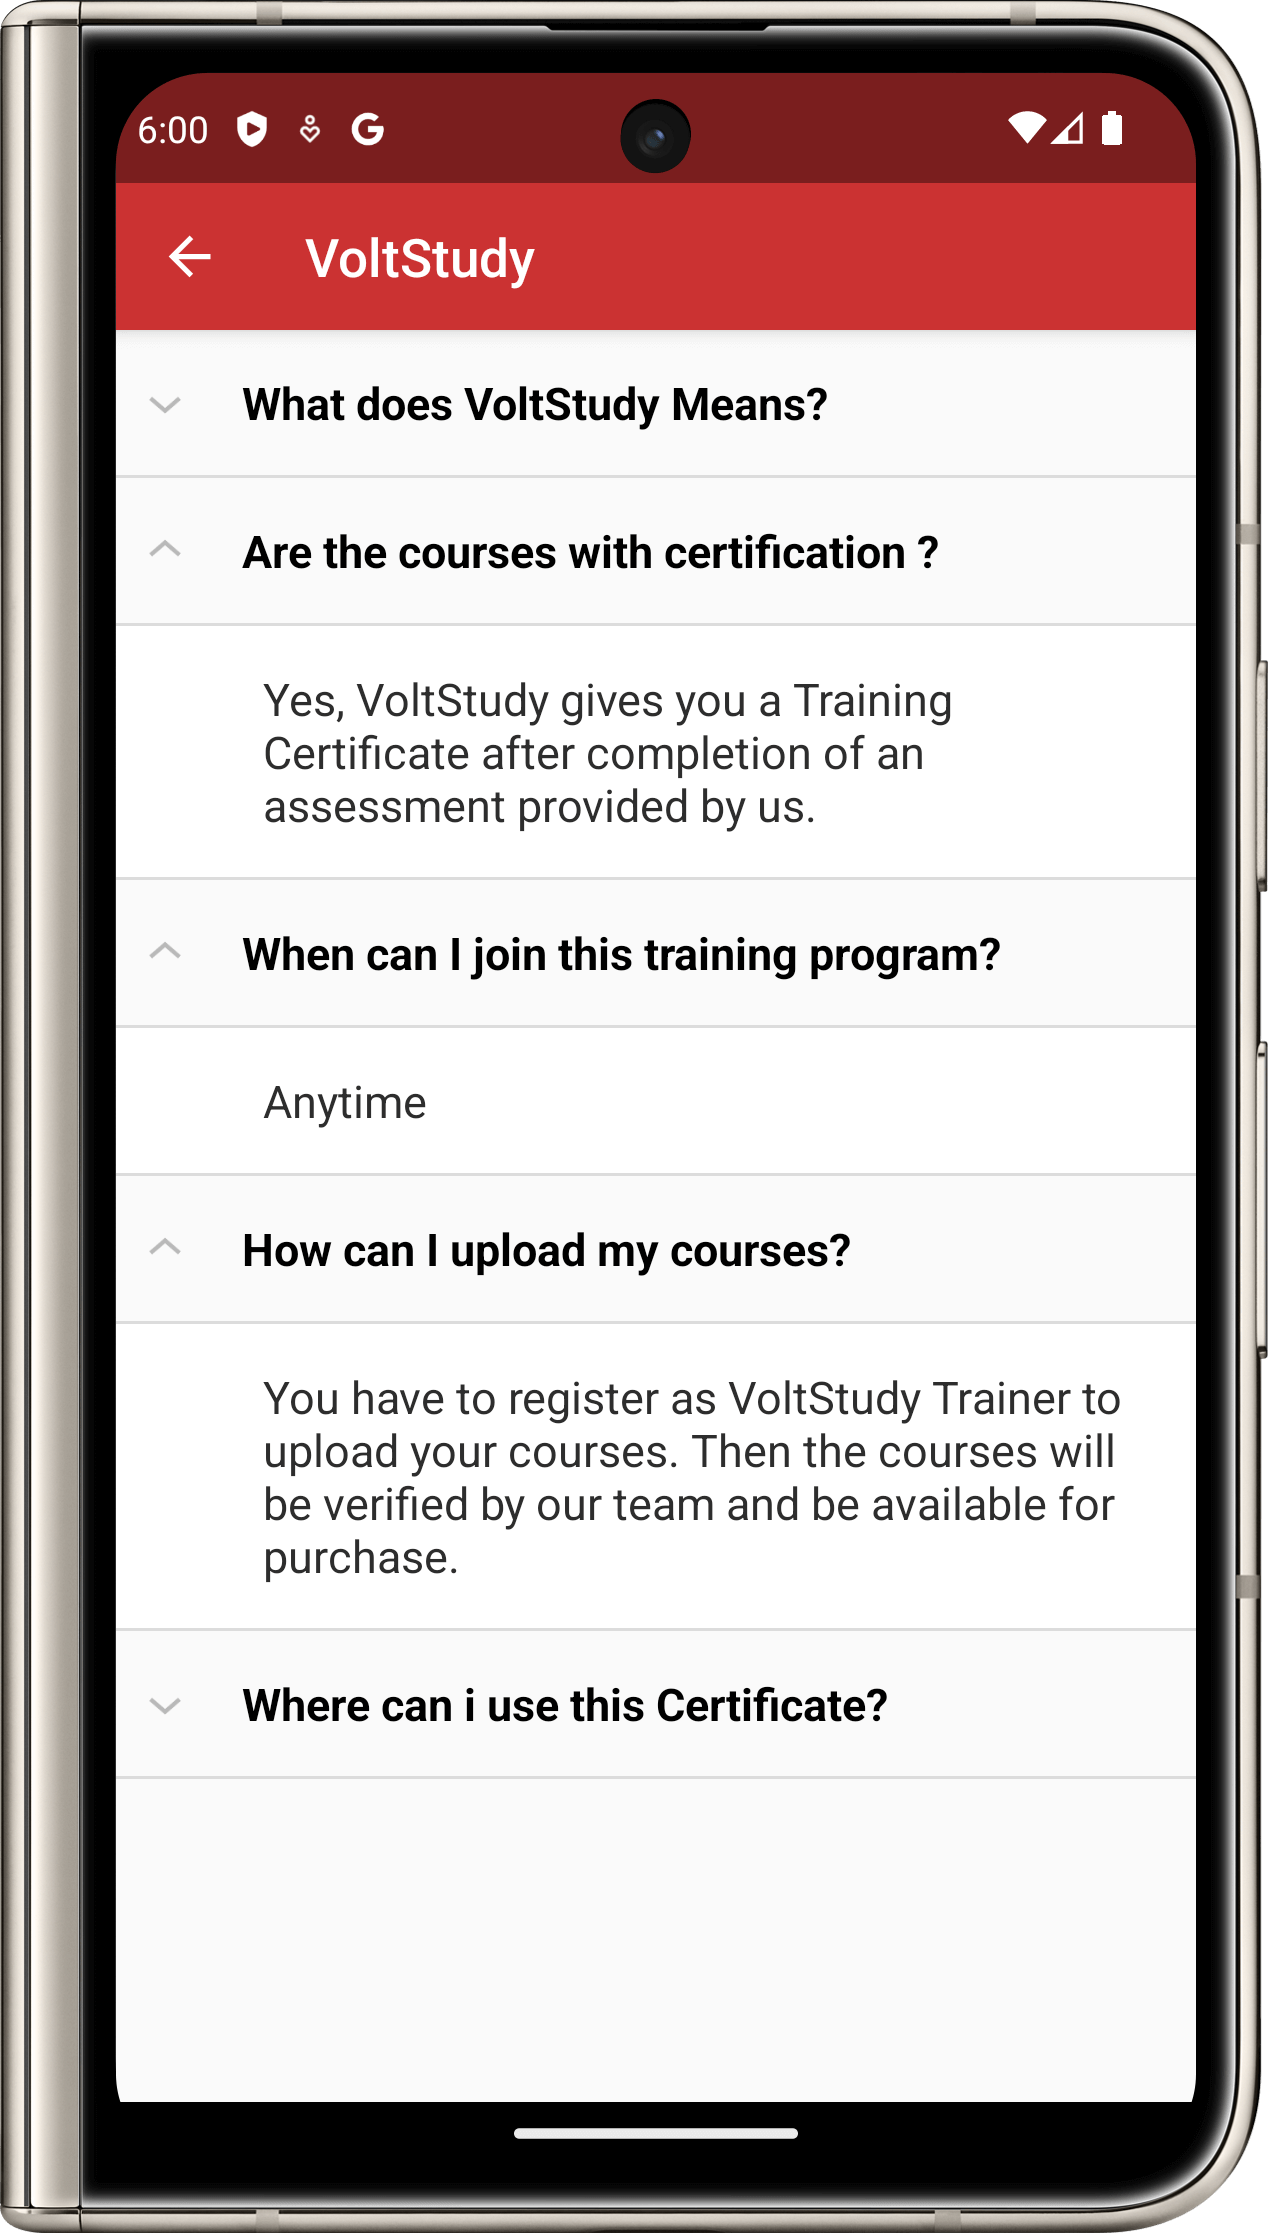 6:00
VoltStudy
What does VoltStudy Means?
Are the courses with certification ?
Yes, VoltStudy gives you a Training
Certificate after completion of an
assessment provided by us.
When can I join this training program?
Anytime
How can I upload my courses?
You have to register as VoltStudy Trainer to
upload your courses. Then the courses will
be verified by our team and be available for
purchase.
Where can i use this Certificate?